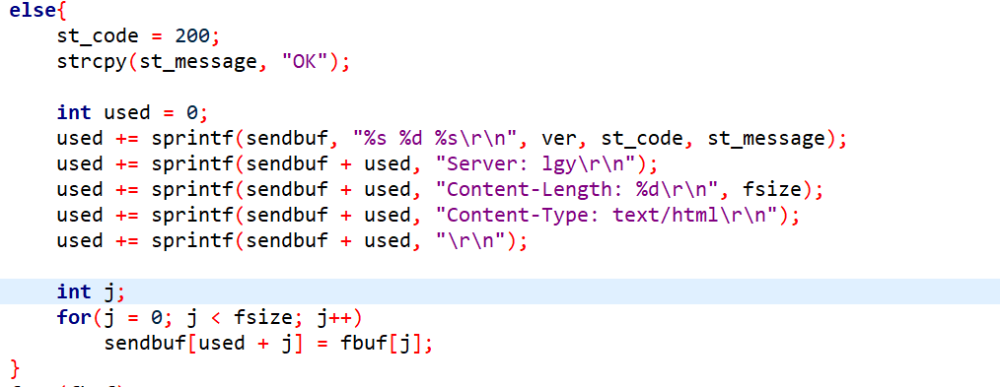 else{
    st_code = 200;
    strcpy(st_message, "OK");

    int used = 0;
    used += sprintf(sendbuf, "%s %d %s\r\n", ver, st_code, st_message);
    used += sprintf(sendbuf + used, "Server: lgy\r\n");
    used += sprintf(sendbuf + used, "Content-Length: %d\r\n", fsize);
    used += sprintf(sendbuf + used, "Content-Type: text/html\r\n");
    used += sprintf(sendbuf + used, "\r\n");

    int j;
    for(j = 0; j < fsize; j++)
        sendbuf[used + j] = fbuf[j];
}